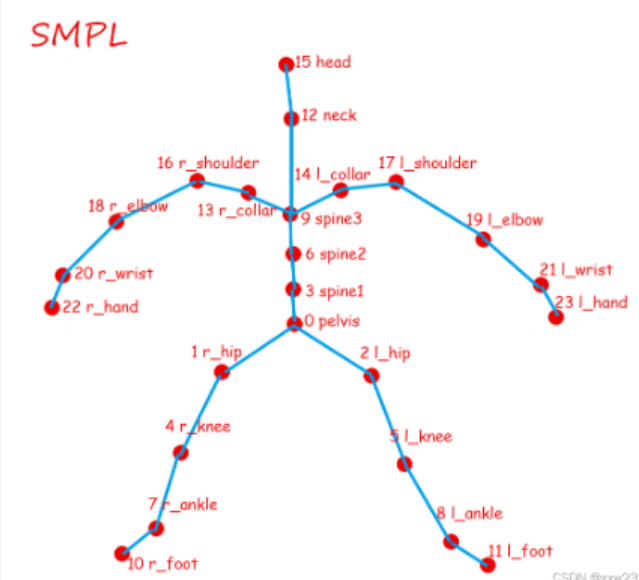 SMPL
15 head
12 neck
16 r_shoulder
14 l_collar
17 l_shoulder
18 r_elbow
13 r_collar
9 spine3
19 l_elbow
6 spine2
20 r_wrist
21 l_wrist
3 spine1
22 r_hand
23 l_hand
0 pelvis
1 r_hip
2 l_hip
4 r_knee
5 l_knee
7 r_ankle
8 l_ankle
10 r_foot
11 l_foot
CSDN